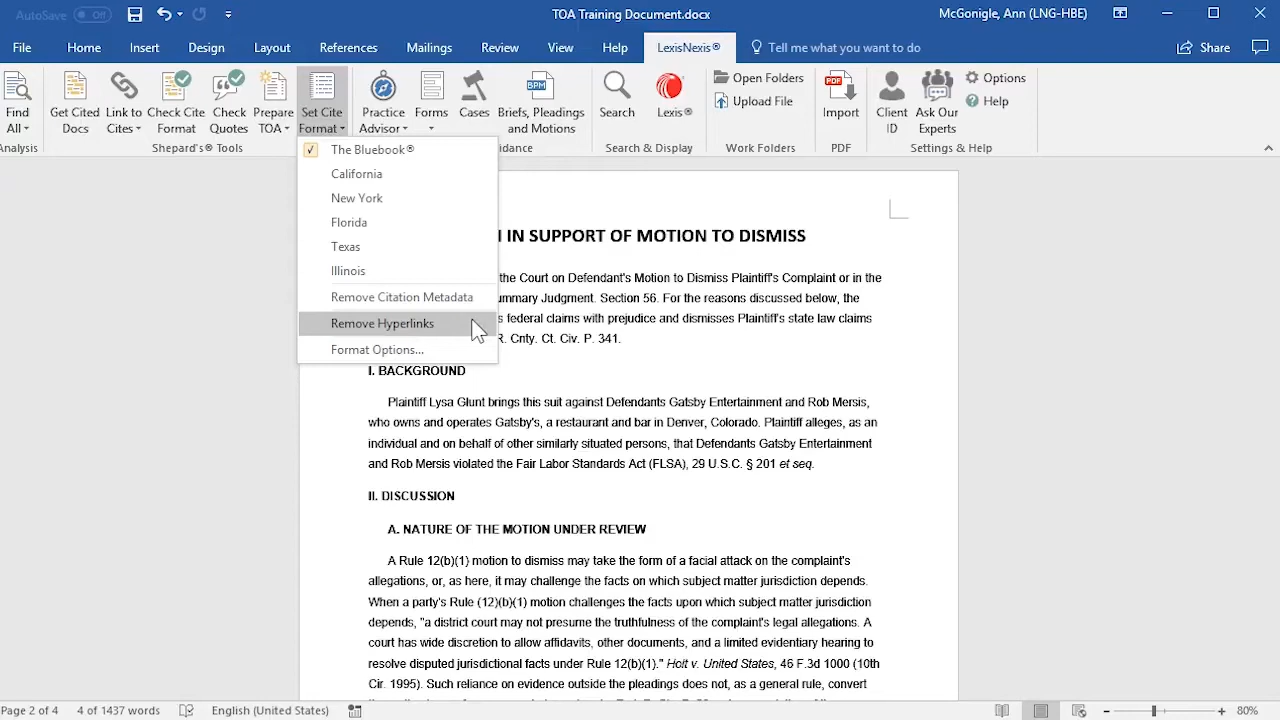 AutoSave Off
TOA Training Document.docx
McGonigle, Ann (LNG-HBE)
File Home Insert Design Layout References Mailings Review View Help LexisNexis® Tell me what you want to do Share
Find All
Get Cited Docs
Link to Cites
Check Cite Format
Check Quotes
Prepare TOA
Set Cite Format
Practice Advisor
Forms
Cases
Briefs, Pleadings and Motions
BPM
Search
Lexis®
Open Folders
Upload File
PDF
Import
Client ID
Ask Our Experts
Options
Help
Analysis
Shepard's® Tools
dance
Search & Display
Work Folders
PDF
Settings & Help
The Bluebook®
California
New York
Florida
Texas
Illinois
Remove Citation Metadata
Remove Hyperlinks
Format Options...
IN SUPPORT OF MOTION TO DISMISS
the Court on Defendant's Motion to Dismiss Plaintiff's Complaint or in the
mmary Judgment. Section 56. For the reasons discussed below, the
s federal claims with prejudice and dismisses Plaintiff's state law claims
R. Cnty. Ct. Civ. P. 341.
I. BACKGROUND
Plaintiff Lysa Glunt brings this suit against Defendants Gatsby Entertainment and Rob Mersis,
who owns and operates Gatsby's, a restaurant and bar in Denver, Colorado. Plaintiff alleges, as an
individual and on behalf of other similarly situated persons, that Defendants Gatsby Entertainment
and Rob Mersis violated the Fair Labor Standards Act (FLSA), 29 U.S.C. § 201 et seq.
II. DISCUSSION
A. NATURE OF THE MOTION UNDER REVIEW
A Rule 12(b)(1) motion to dismiss may take the form of a facial attack on the complaint's
allegations, or, as here, it may challenge the facts on which subject matter jurisdiction depends.
When a party's Rule (12)(b)(1) motion challenges the facts upon which subject matter jurisdiction
depends, "a district court may not presume the truthfulness of the complaint's legal allegations. A
court has wide discretion to allow affidavits, other documents, and a limited evidentiary hearing to
resolve disputed jurisdictional facts under Rule 12(b)(1)." Holt v. United States, 46 F.3d 1000 (10th
Cir. 1995). Such reliance on evidence outside the pleadings does not, as a general rule, convert
Page 2 of 4 4 of 1437 words English (United States) 80%